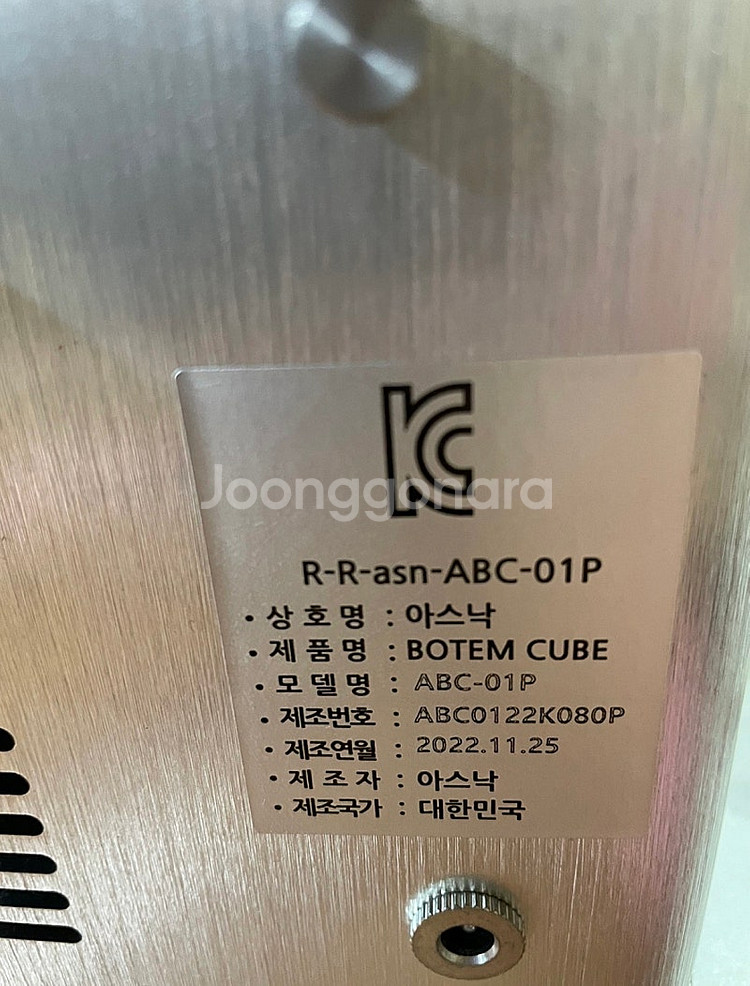 KC
Joonggonara
R-R-asn-ABC-01P
• 상호명 : 아스낙
• 제품명 : BOTEM CUBE
• 모델명 : ABC-01P
• 제조번호 : ABC0122K080P
• 제조연월 : 2022.11.25
• 제조자 : 아스낙
• 제조국가 : 대한민국